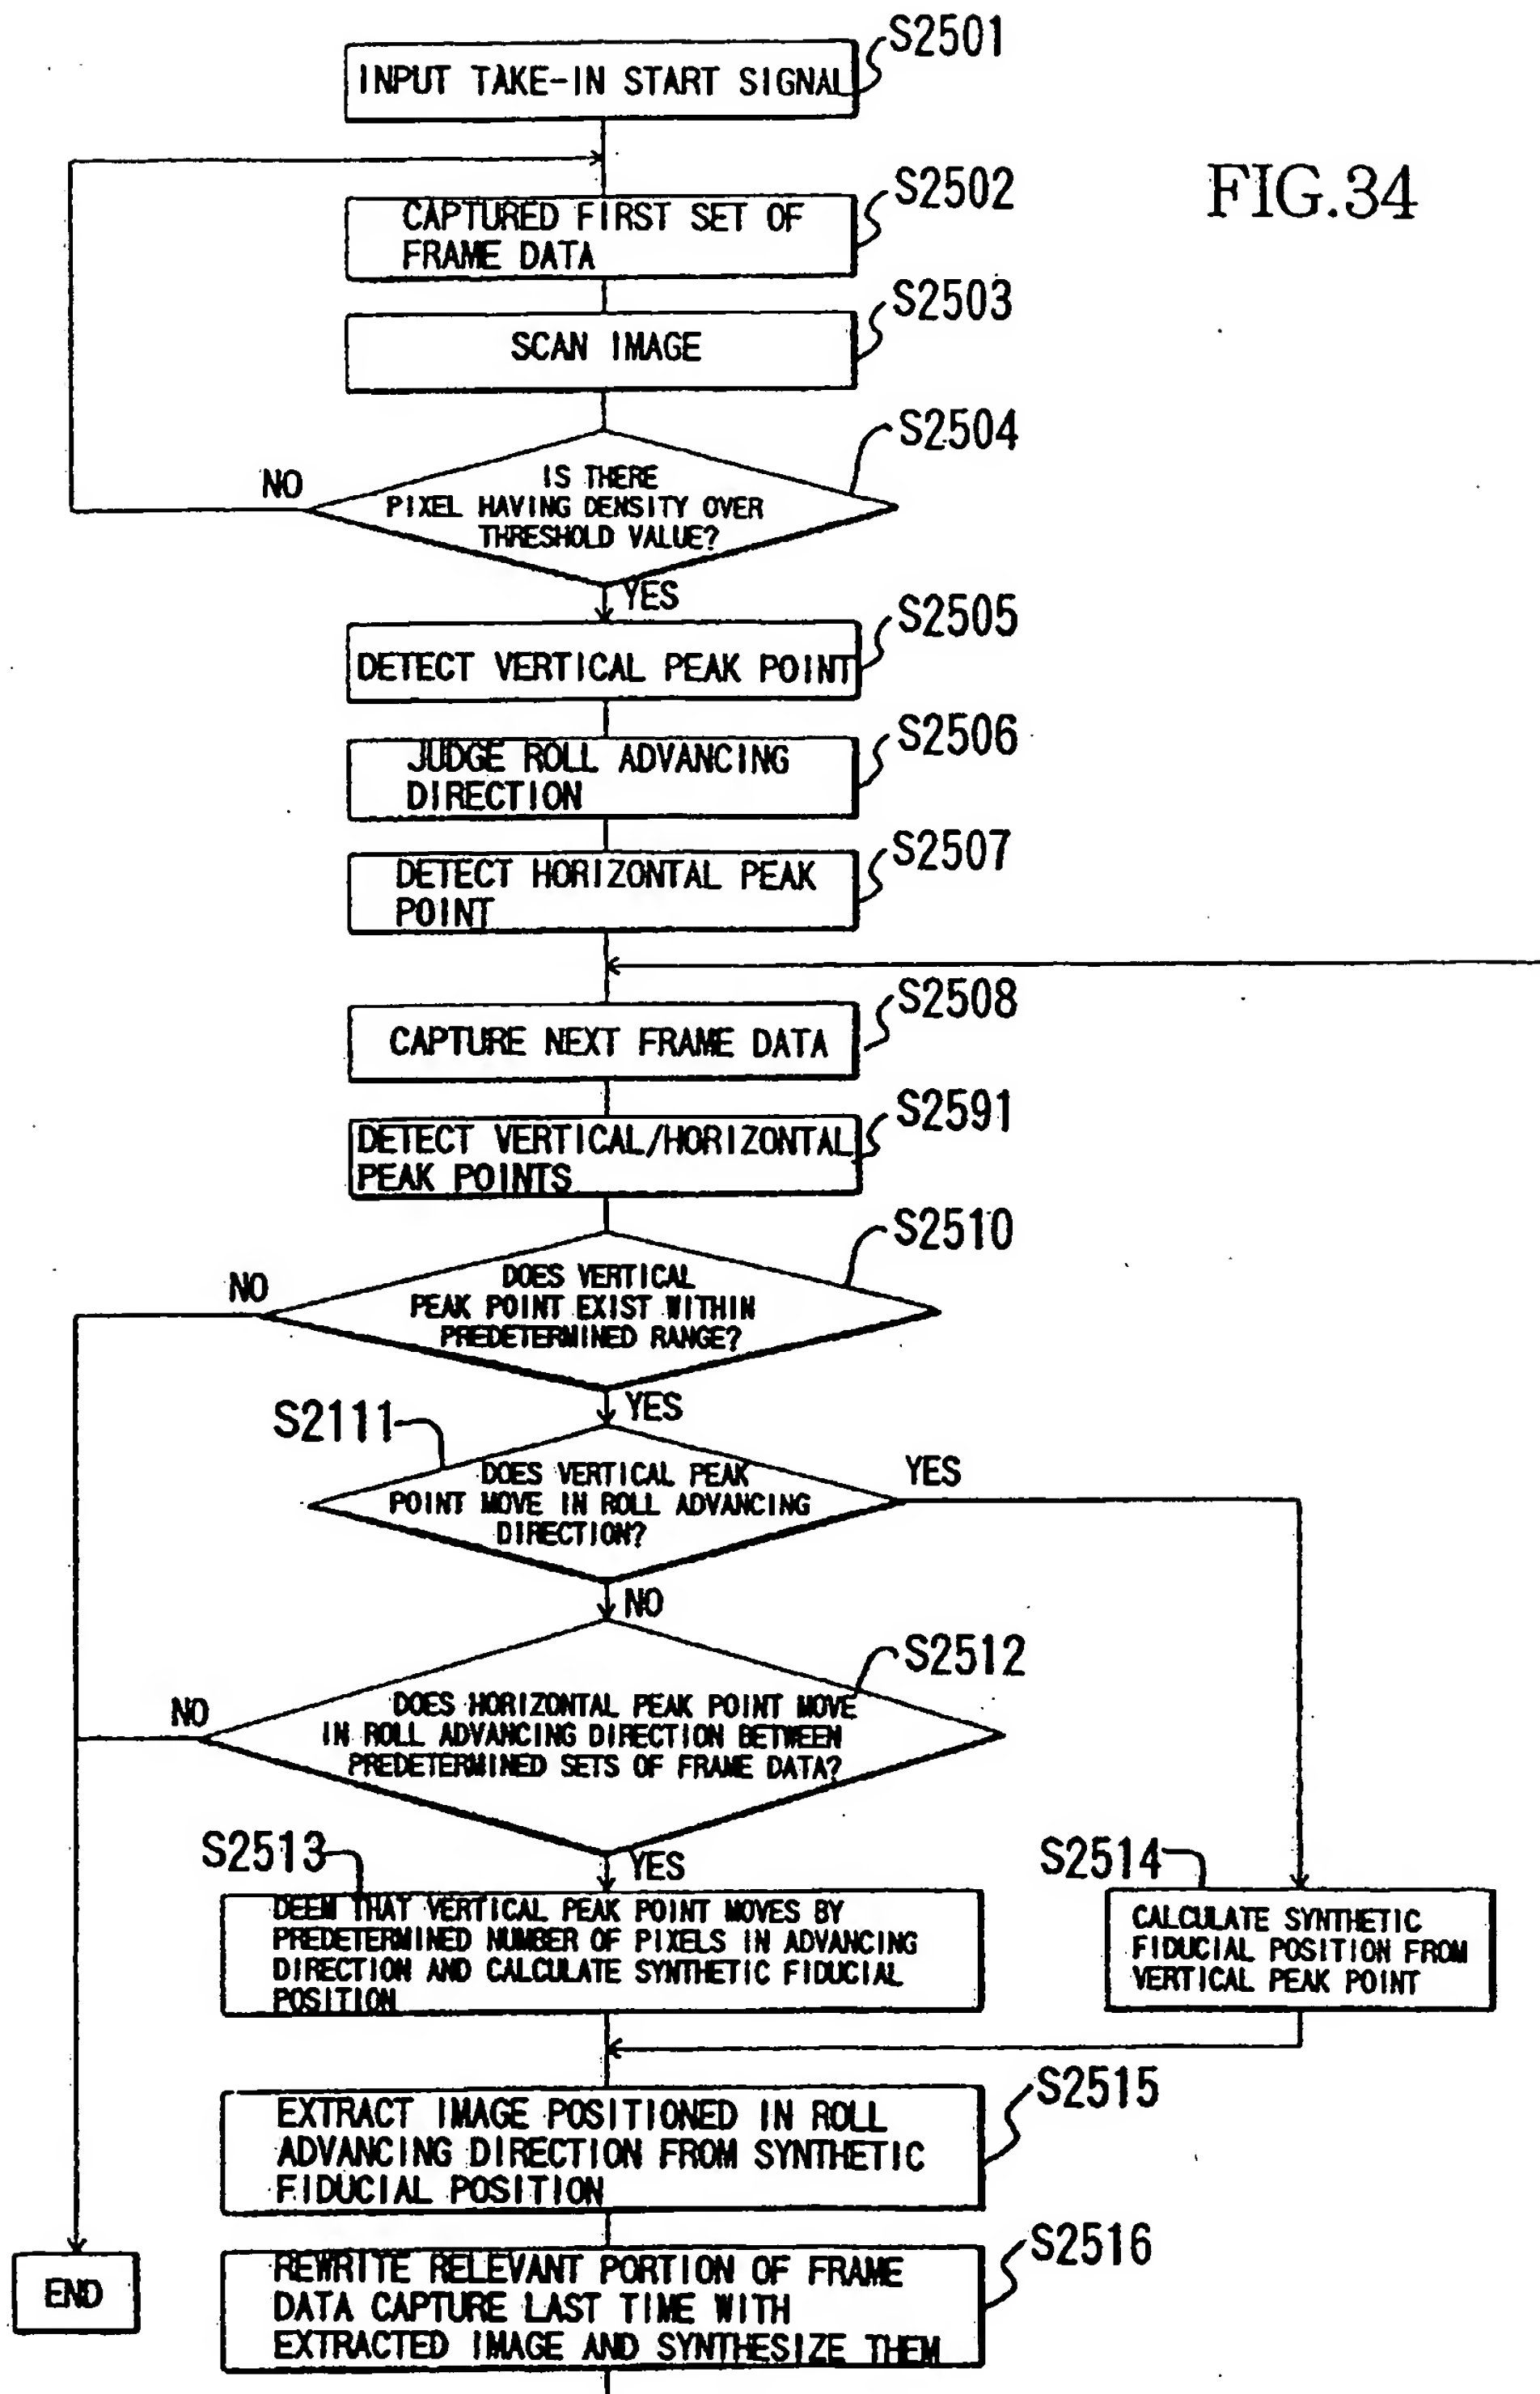 S2501
INPUT TAKE-IN START SIGNAL
FIG.34
S2502
CAPTURED FIRST SET OF
FRAME DATA
S2503
SCAN IMAGE
S2504
NO
IS THERE
PIXEL HAVING DENSITY OVER
THRESHOLD VALUE?
YES
S2505
DETECT VERTICAL PEAK POINT
S2506
JUDGE ROLL ADVANCING
DIRECTION
S2507
DETECT HORIZONTAL PEAK
POINT
S2508
CAPTURE NEXT FRAME DATA
S2591
DETECT VERTICAL/HORIZONTAL
PEAK POINTS
S2510
NO
DOES VERTICAL
PEAK POINT EXIST WITHIN
PREDETERMINED RANGE?
YES
S2111
DOES VERTICAL PEAK
POINT MOVE IN ROLL ADVANCING
DIRECTION?
YES
NO
S2512
NO
DOES HORIZONTAL PEAK POINT MOVE
IN ROLL ADVANCING DIRECTION BETWEEN
PREDETERMINED SETS OF FRAME DATA?
YES
S2513
DEEM THAT VERTICAL PEAK POINT MOVES BY
PREDETERMINED NUMBER OF PIXELS IN ADVANCING
DIRECTION AND CALCULATE SYNTHETIC FIDUCIAL
POSITION
S2514
CALCULATE SYNTHETIC
FIDUCIAL POSITION FROM
VERTICAL PEAK POINT
S2515
EXTRACT IMAGE POSITIONED IN ROLL
ADVANCING DIRECTION FROM SYNTHETIC
FIDUCIAL POSITION
S2516
REWRITE RELEVANT PORTION OF FRAME
DATA CAPTURE LAST TIME WITH
EXTRACTED IMAGE AND SYNTHESIZE THEM
END